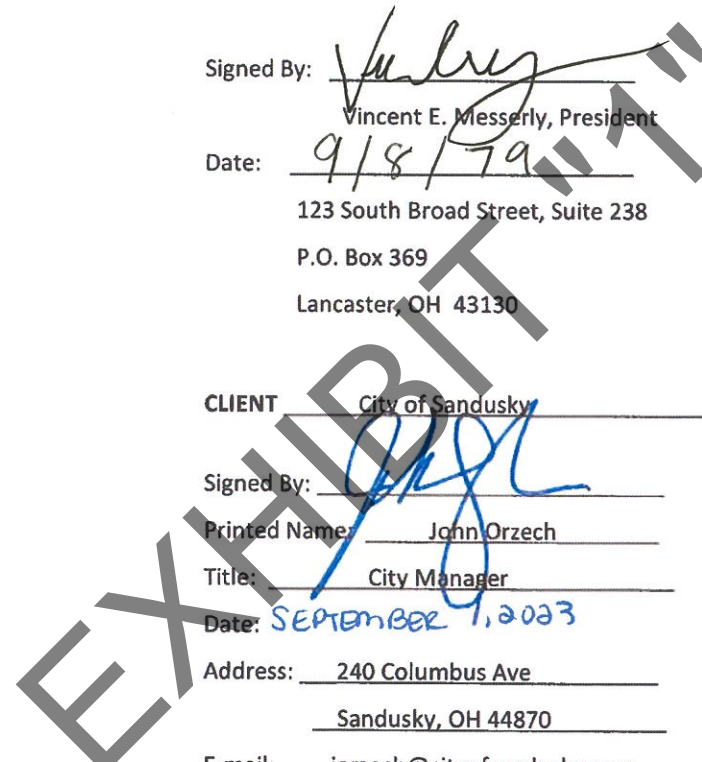 Signed By:
Vincent E. Messerly, President
Date: 9/8/79
123 South Broad Street, Suite 238
P.O. Box 369
Lancaster, OH 43130
EXHIBIT "1"
CLIENT City of Sandusky
Signed By:
Printed Name: John Orzech
Title: City Manager
Date: SEPTEMBER 7, 2023
Address: 240 Columbus Ave
Sandusky, OH 44870